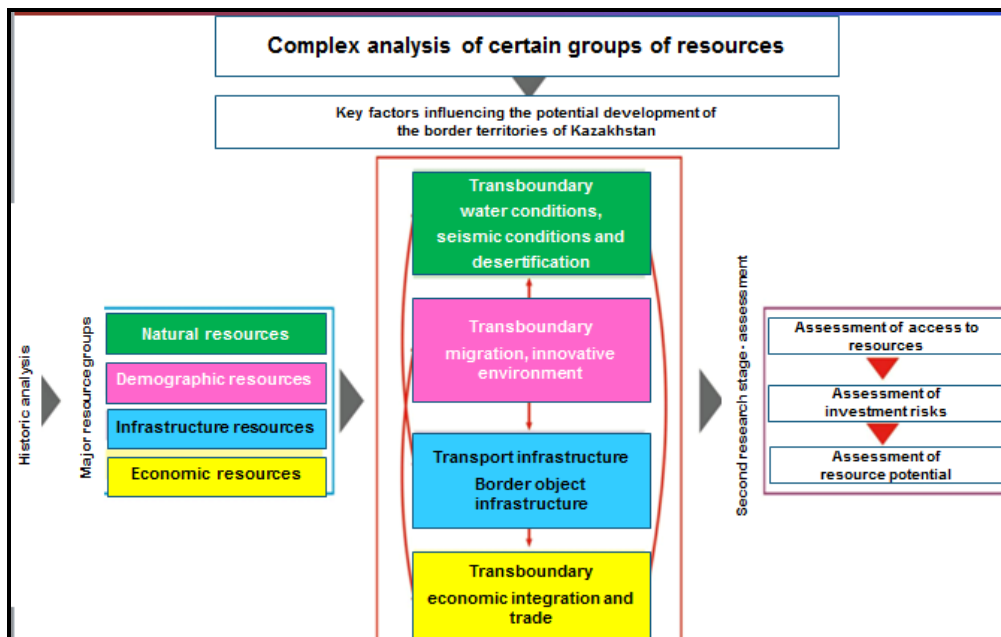 Complex analysis of certain groups of resources
Key factors influencing the potential development of
the border territories of Kazakhstan
Historic analysis
Major resource groups
Natural resources
Demographic resources
Infrastructure resources
Economic resources
Transboundary
water conditions,
seismic conditions and
desertification
Transboundary
migration, innovative
environment
Transport infrastructure
Border object
infrastructure
Transboundary
economic integration and
trade
Second research stage - assessment
Assessment of access to
resources
Assessment of
investment risks
Assessment of
resource potential